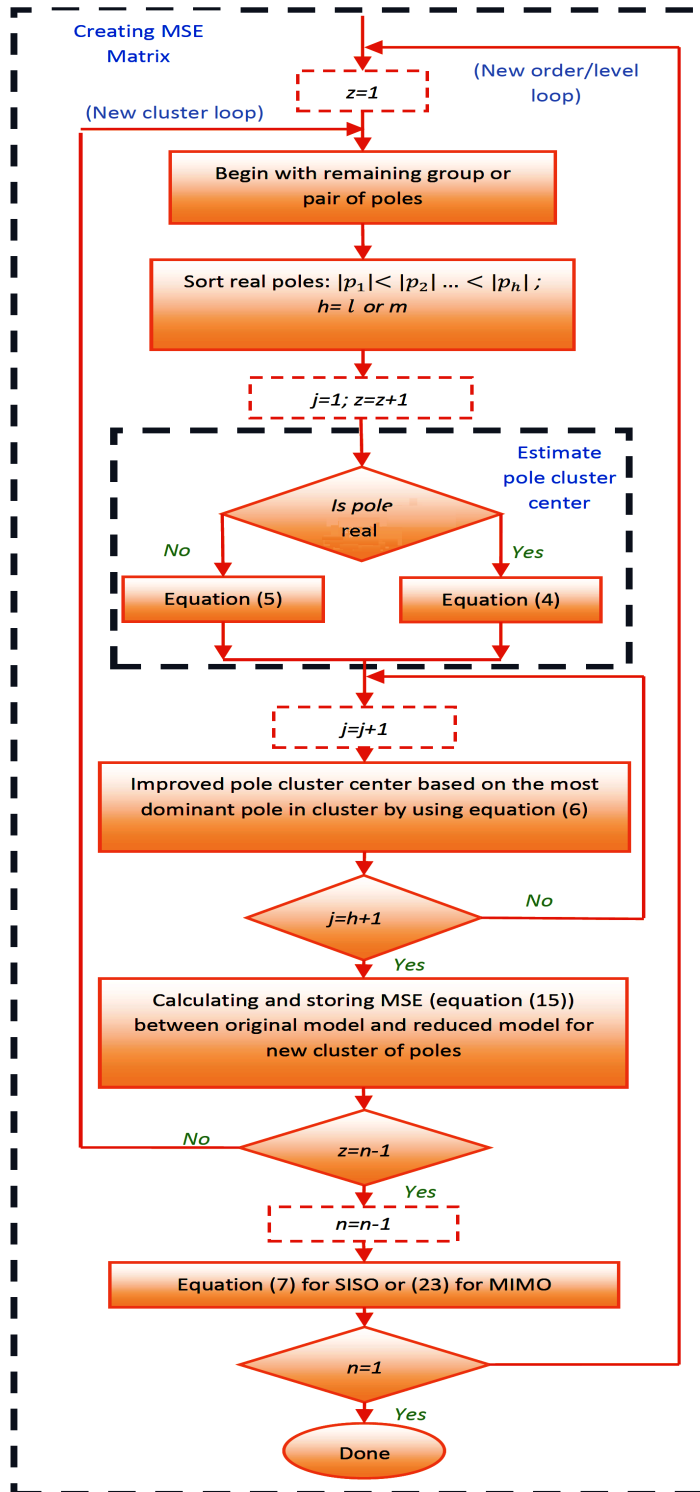 Creating MSE
Matrix
(New order/level
loop)
z=1
(New cluster loop)
Begin with remaining group or
pair of poles
Sort real poles: |p₁|< |p₂| ... < |pₕ| ;
h= l or m
j=1; z=z+1
Estimate
pole cluster
center
Is pole
real
No
Yes
Equation (5)
Equation (4)
j=j+1
Improved pole cluster center based on the most
dominant pole in cluster by using equation (6)
No
j=h+1
Yes
Calculating and storing MSE (equation (15))
between original model and reduced model for
new cluster of poles
No
z=n-1
Yes
n=n-1
Equation (7) for SISO or (23) for MIMO
n=1
Yes
Done